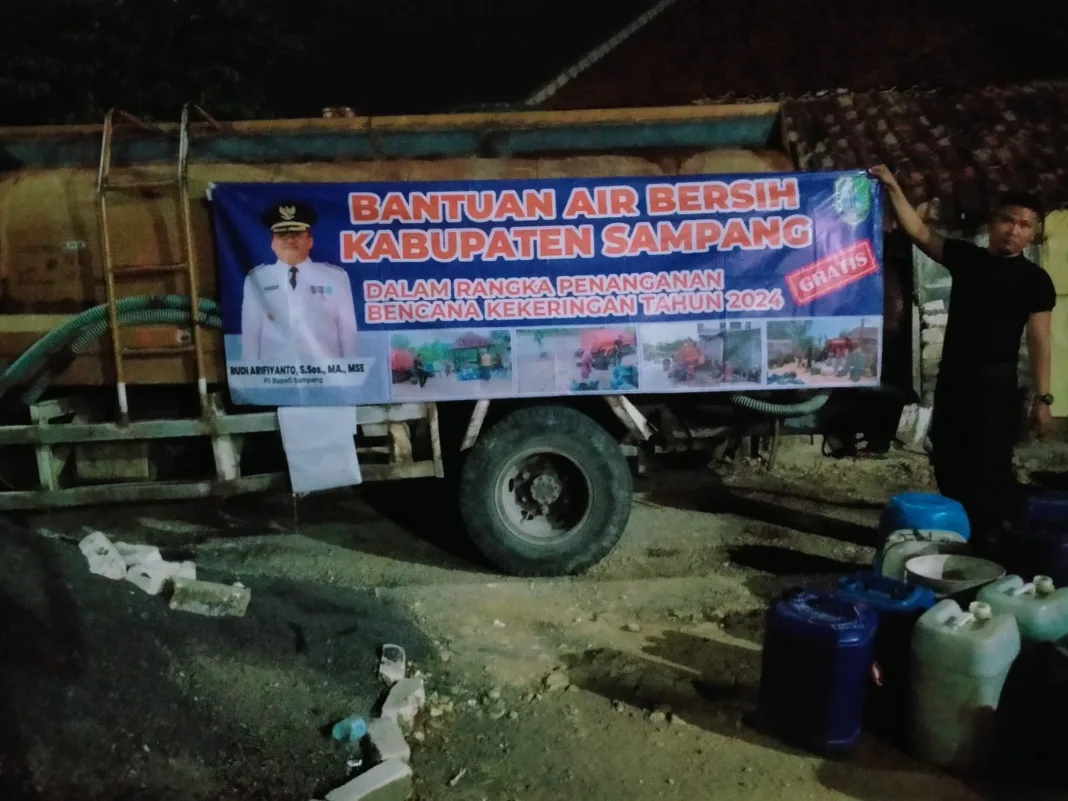 BANTUAN AIR BERSIH
KABUPATEN SAMPANG
DALAM RANGKA PENANGANAN
BENCANA KEKERINGAN TAHUN 2024
GRATIS
RUDI ARIFIYANTO, S.Sos., MA., MSE
PJ Bupati Sampang